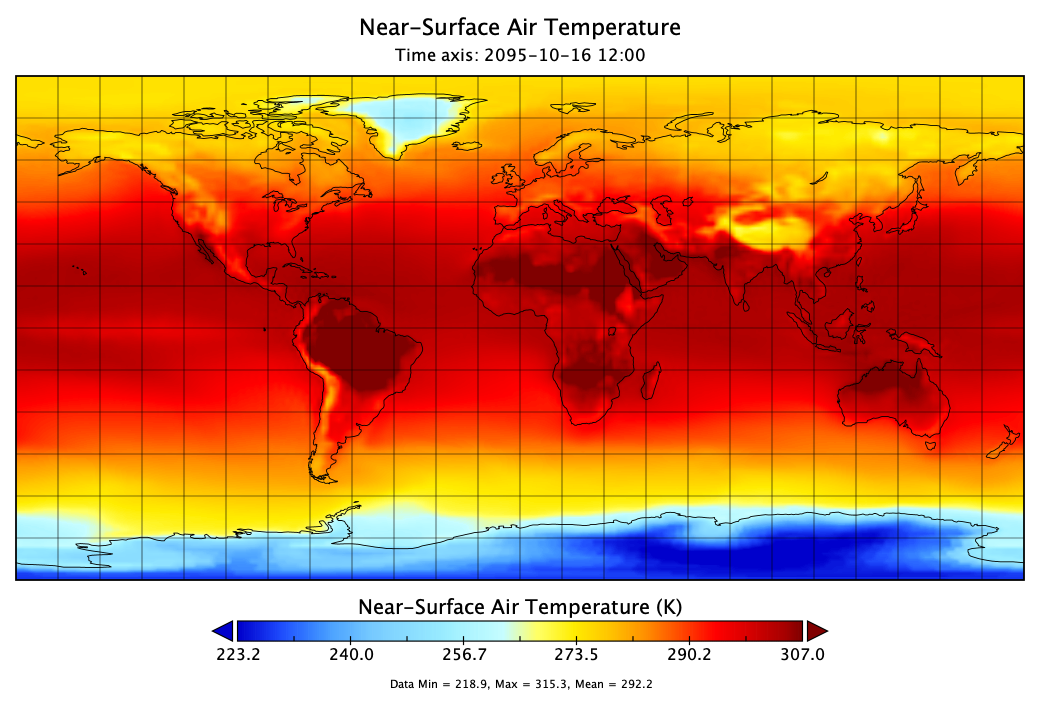 Near-Surface Air Temperature
Time axis: 2095-10-16 12:00
Near-Surface Air Temperature (K)
223.2 240.0 256.7 273.5 290.2 307.0
Data Min = 218.9, Max = 315.3, Mean = 292.2